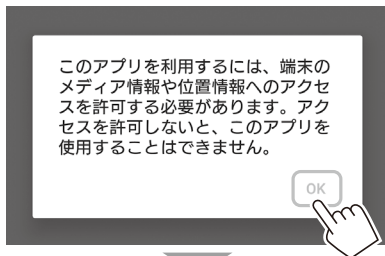 このアプリを利用するには、端末の
メディア情報や位置情報へのアクセ
スを許可する必要があります。アク
セスを許可しないと、このアプリを
使用することはできません。
OK